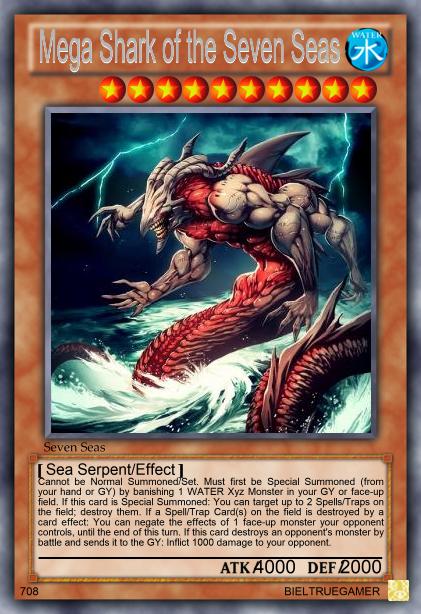 Mega Shark of the Seven Seas
WATER
水
Seven Seas
[ Sea Serpent/Effect ]
Cannot be Normal Summoned/Set. Must first be Special Summoned (from
your hand or GY) by banishing 1 WATER Xyz Monster in your GY or face-up
field. If this card is Special Summoned: You can target up to 2 Spells/Traps on
the field; destroy them. If a Spell/Trap Card(s) on the field is destroyed by a
card effect: You can negate the effects of 1 face-up monster your opponent
controls, until the end of this turn. If this card destroys an opponent's monster by
battle and sends it to the GY: Inflict 1000 damage to your opponent.
ATK/4000 DEF/2000
708 BIELTRUEGAMER